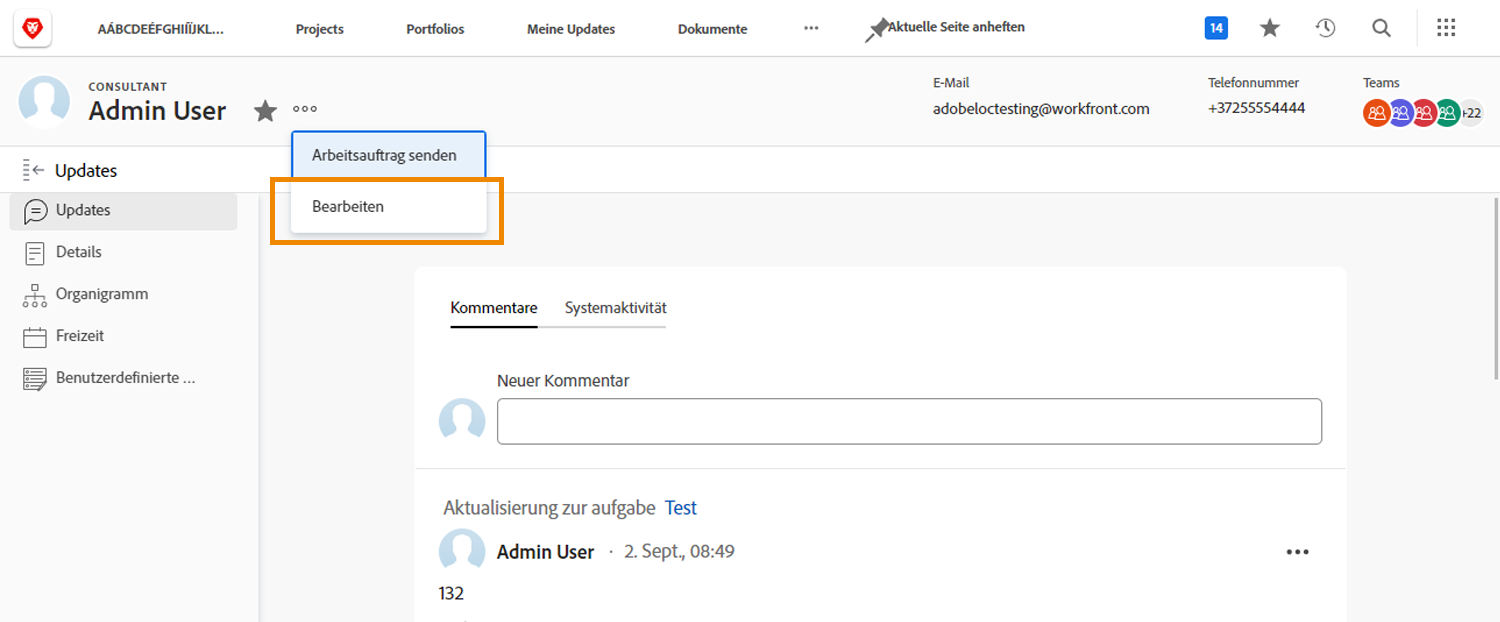 AÁBCDEÉFGHIÍÏJKL...
Projects
Portfolios
Meine Updates
Dokumente
Aktuelle Seite anheften
14
CONSULTANT
Admin User
E-Mail
adobeloctesting@workfront.com
Telefonnummer
+37255554444
Teams
+22
Arbeitsauftrag senden
Bearbeiten
Updates
Updates
Details
Organigramm
Freizeit
Benutzerdefinierte ...
Kommentare
Systemaktivität
Neuer Kommentar
Aktualisierung zur aufgabe Test
Admin User · 2. Sept., 08:49
132